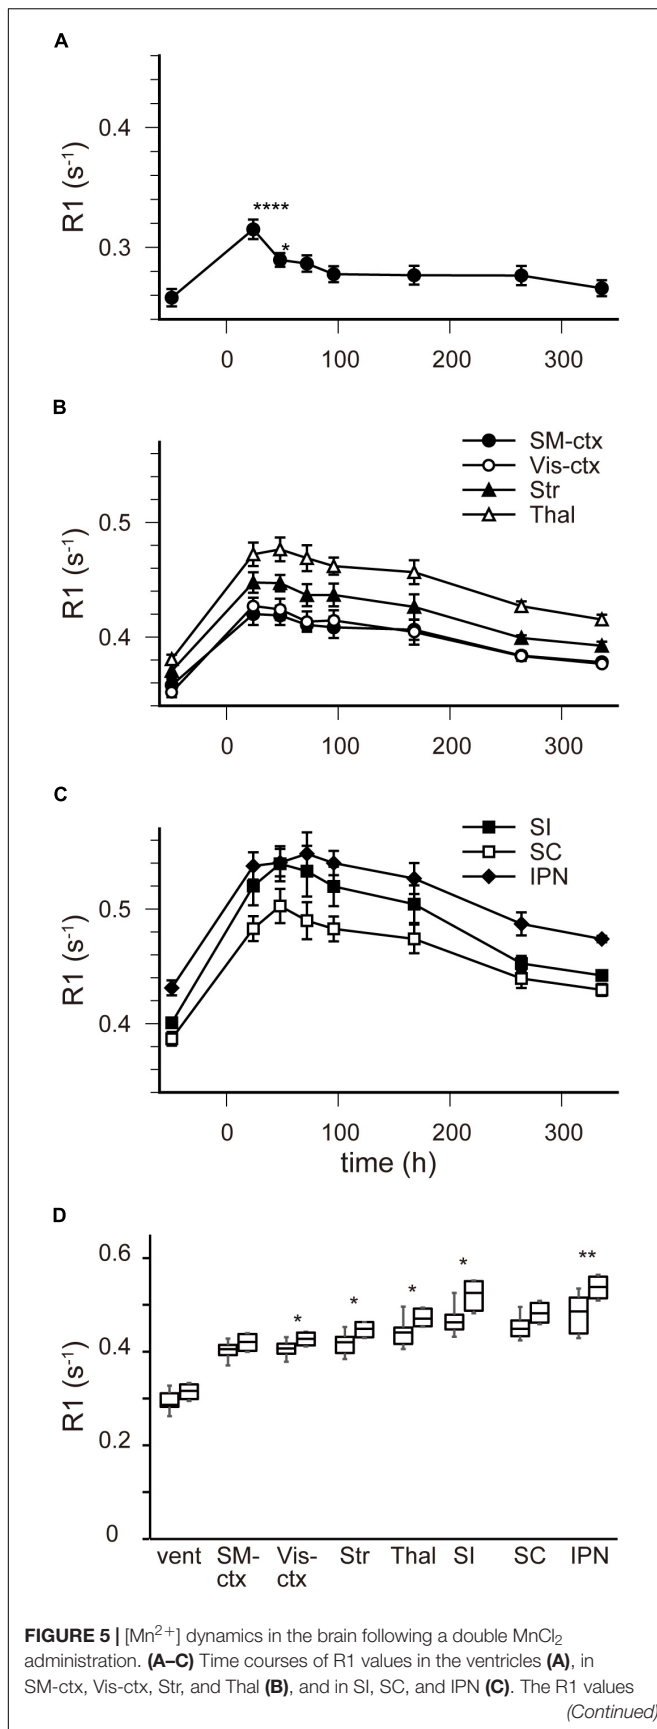 A
0.4
0.3
R1 (s-1)
****
*
0 100 200 300
B
SM-ctx
Vis-ctx
Str
Thal
0.5
0.4
R1 (s-1)
0 100 200 300
C
SI
SC
IPN
0.5
0.4
R1 (s-1)
0 100 200 300
time (h)
D
0.6
0.4
0.2
0
R1 (s-1)
* * * * **
vent SM-ctx Vis-ctx Str Thal SI SC IPN
FIGURE 5 | [Mn2+] dynamics in the brain following a double MnCl2
administration. (A–C) Time courses of R1 values in the ventricles (A), in
SM-ctx, Vis-ctx, Str, and Thal (B), and in SI, SC, and IPN (C). The R1 values
(Continued)